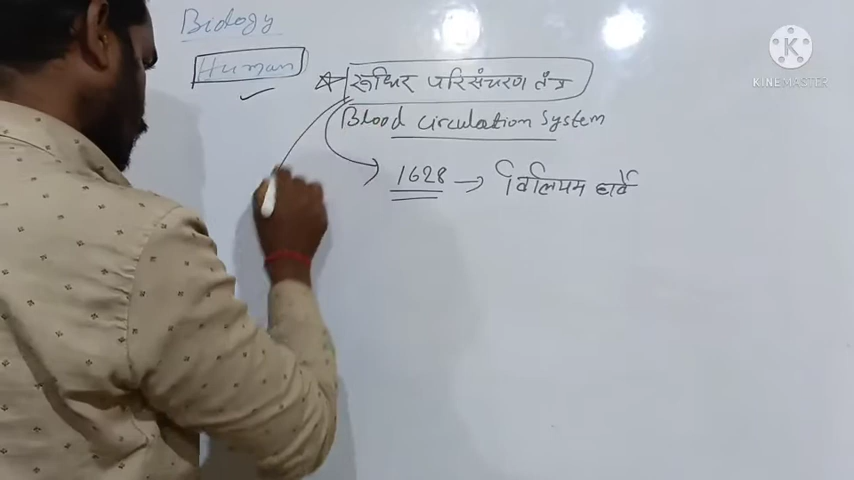 Biology
Human
रूधिर परिसंचरण तंत्र
Blood circulation System
1628 → विलियम हार्वे
KINEMASTER